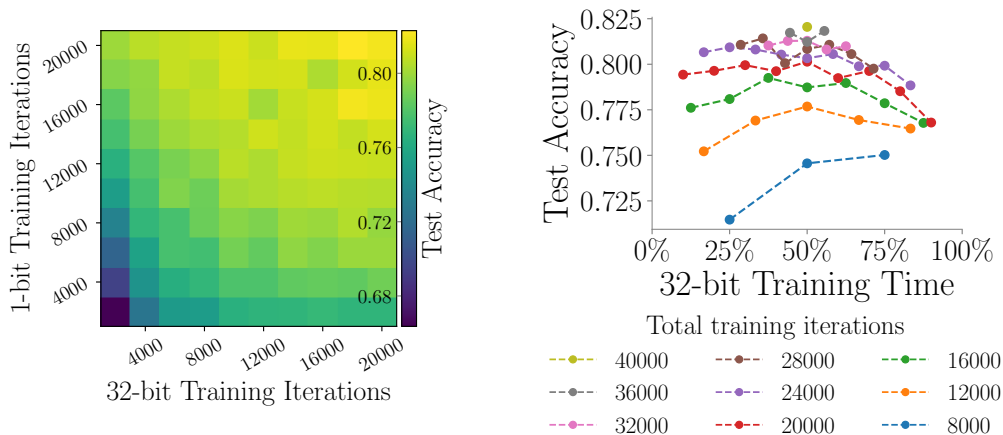 1-bit Training Iterations
20000
16000
12000
8000
4000
4000
8000
12000
16000
20000
32-bit Training Iterations
0.80
0.76
0.72
0.68
Test Accuracy
Test Accuracy
0.825
0.800
0.775
0.750
0.725
0% 25% 50% 75% 100%
32-bit Training Time
Total training iterations
40000 28000 16000
36000 24000 12000
32000 20000 8000